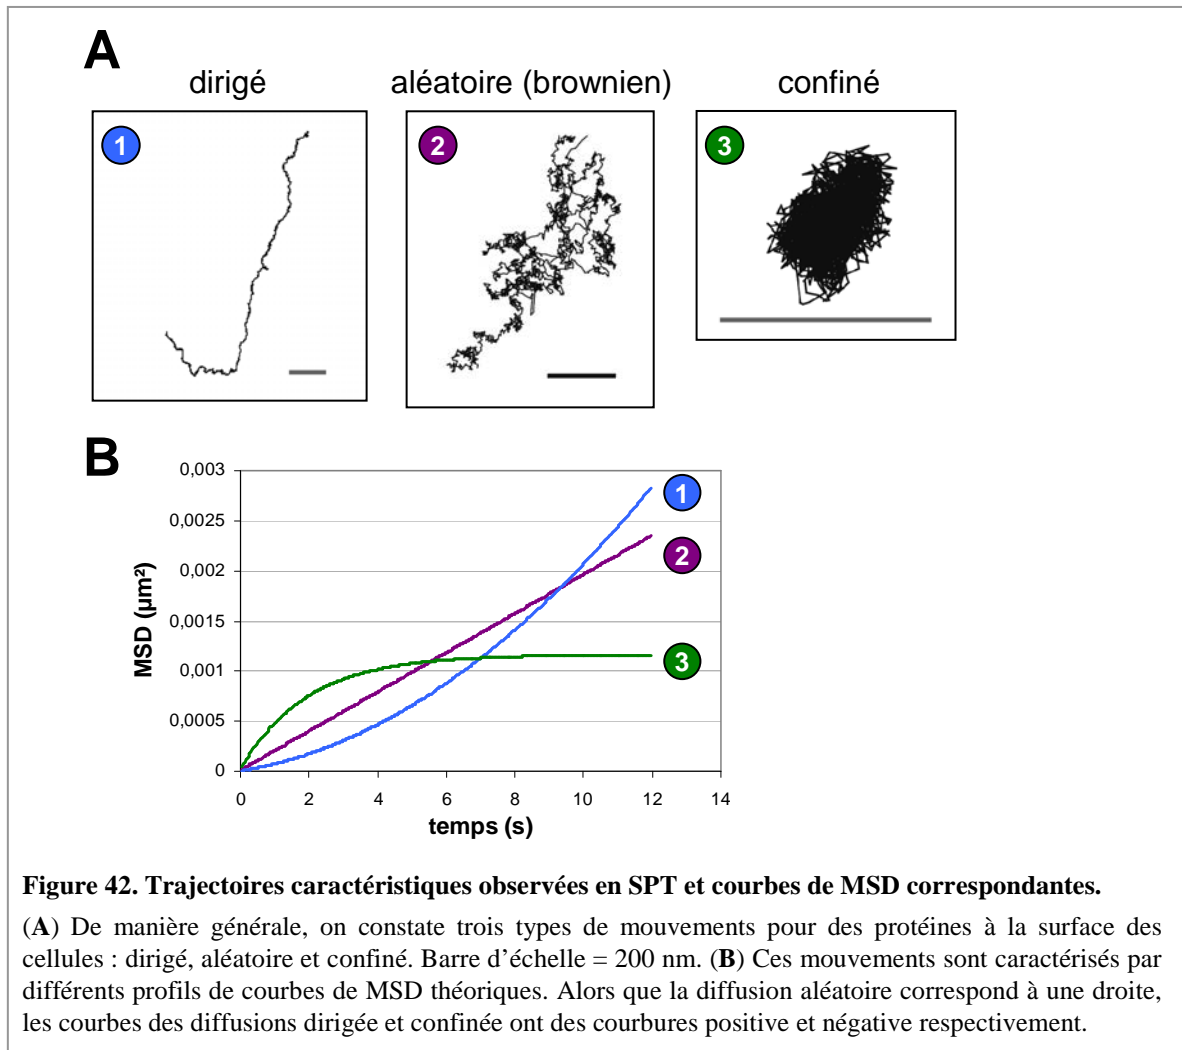 A
dirigé
aléatoire (brownien)
confiné
1
2
3
B
0,003
0,0025
0,002
0,0015
0,001
0,0005
0
MSD (µm²)
1
2
3
0 2 4 6 8 10 12 14
temps (s)
Figure 42. Trajectoires caractéristiques observées en SPT et courbes de MSD correspondantes.
(A) De manière générale, on constate trois types de mouvements pour des protéines à la surface des
cellules : dirigé, aléatoire et confiné. Barre d’échelle = 200 nm. (B) Ces mouvements sont caractérisés par
différents profils de courbes de MSD théoriques. Alors que la diffusion aléatoire correspond à une droite,
les courbes des diffusions dirigée et confinée ont des courbures positive et négative respectivement.